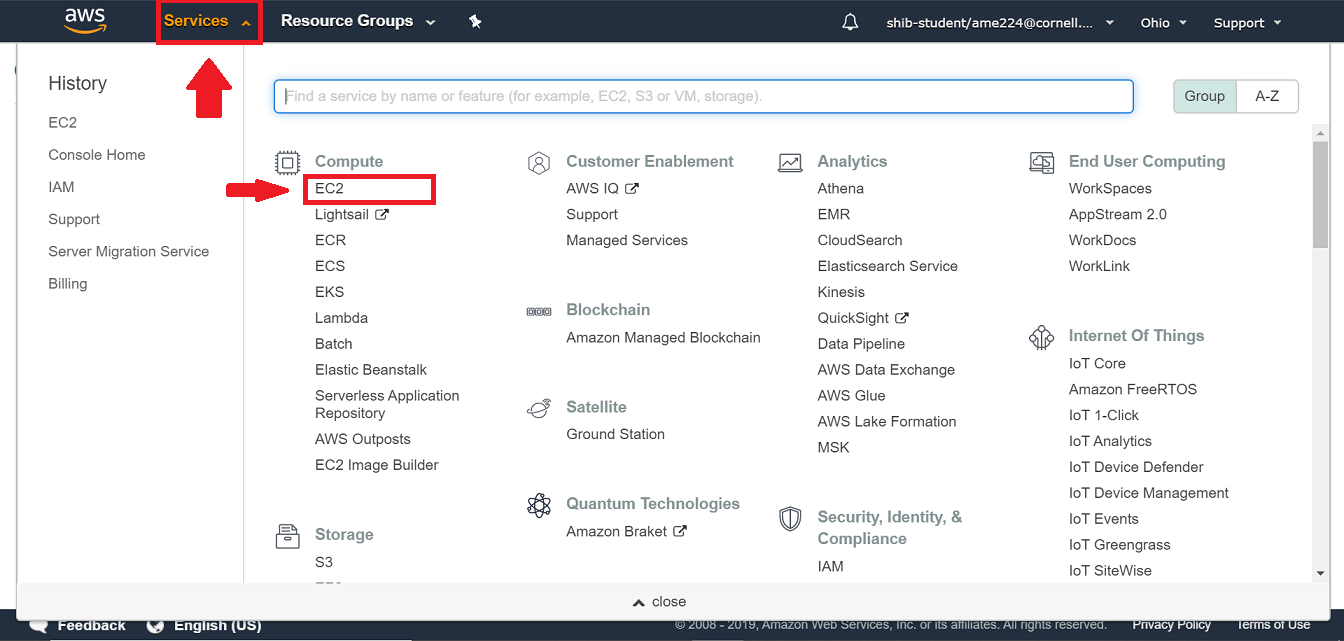 aws
Services
Resource Groups
shib-student/ame224@cornell....
Ohio
Support
History
EC2
Console Home
IAM
Support
Server Migration Service
Billing
Find a service by name or feature (for example, EC2, S3 or VM, storage).
Group
A-Z
Compute
EC2
Lightsail
ECR
ECS
EKS
Lambda
Batch
Elastic Beanstalk
Serverless Application
Repository
AWS Outposts
EC2 Image Builder
Storage
S3
Customer Enablement
AWS IQ
Support
Managed Services
Blockchain
Amazon Managed Blockchain
Satellite
Ground Station
Quantum Technologies
Amazon Braket
Analytics
Athena
EMR
CloudSearch
Elasticsearch Service
Kinesis
QuickSight
Data Pipeline
AWS Data Exchange
AWS Glue
AWS Lake Formation
MSK
Security, Identity, &
Compliance
IAM
End User Computing
WorkSpaces
AppStream 2.0
WorkDocs
WorkLink
Internet Of Things
IoT Core
Amazon FreeRTOS
IoT 1-Click
IoT Analytics
IoT Device Defender
IoT Device Management
IoT Events
IoT Greengrass
IoT SiteWise
close
Feedback
English (US)
© 2008 - 2019, Amazon Web Services, Inc. or its affiliates. All rights reserved.
Privacy Policy
Terms of Use